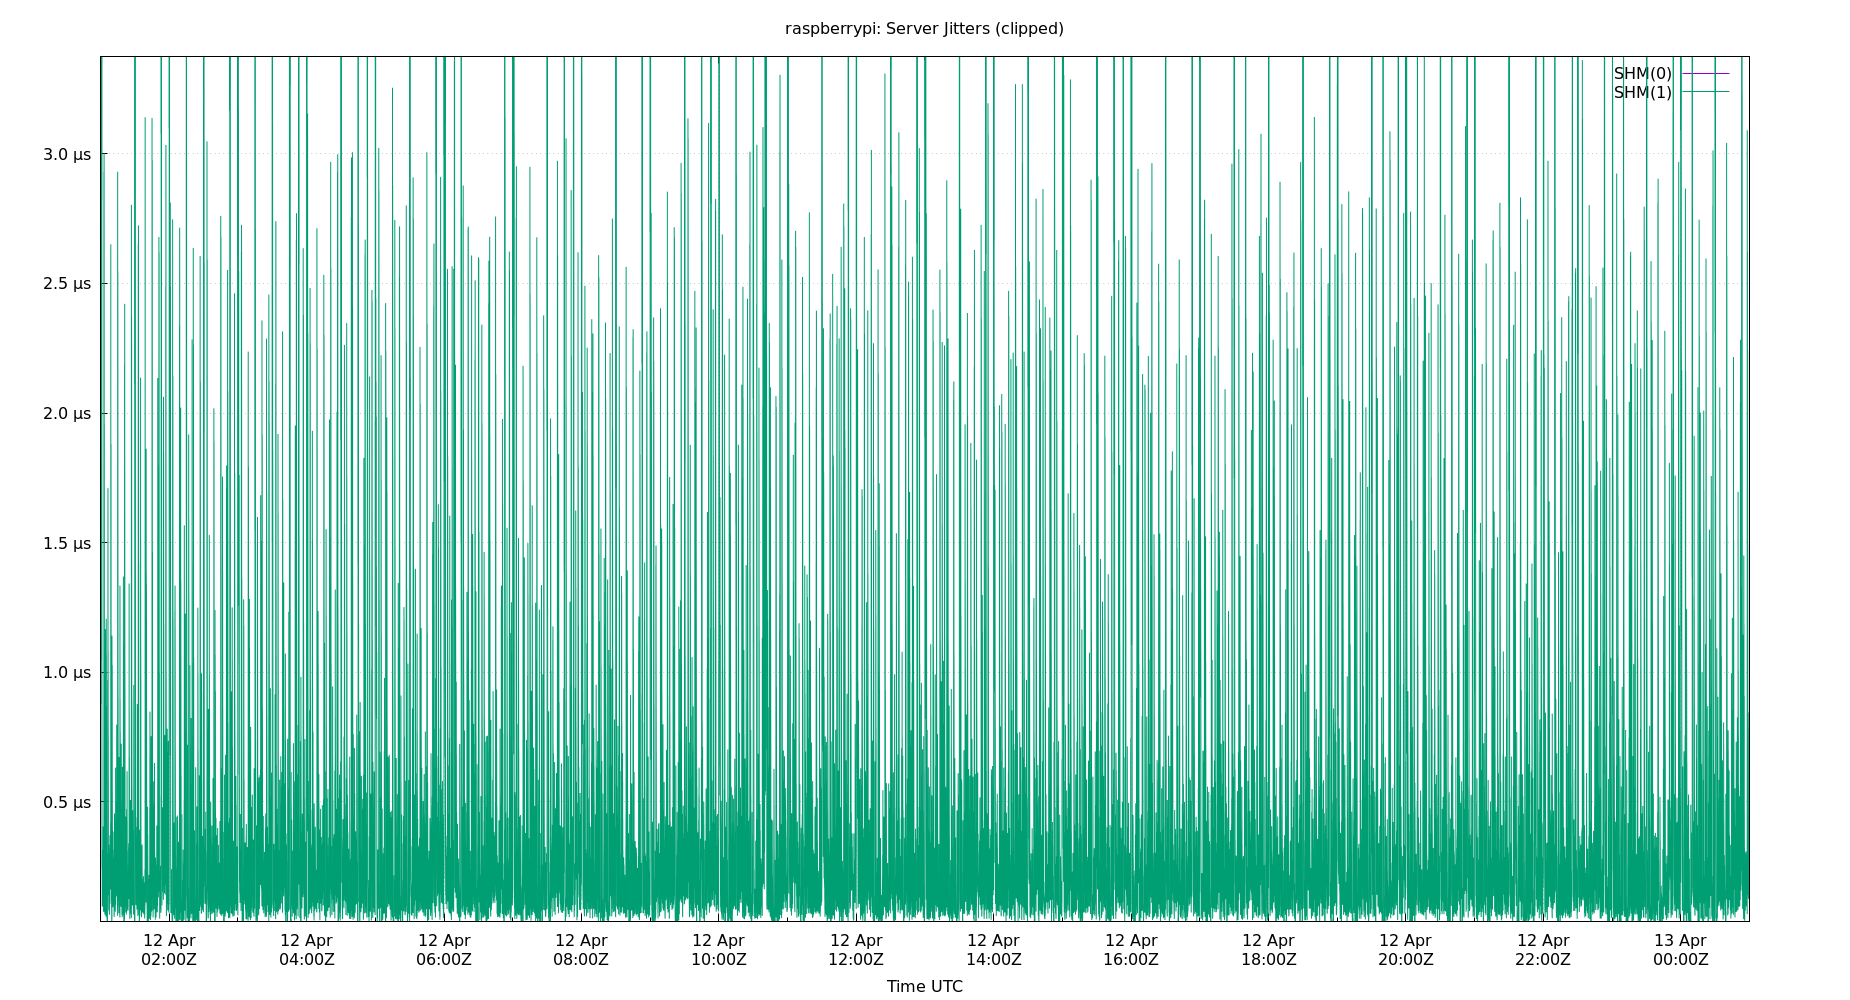 raspberrypi: Server Jitters (clipped)
SHM(0)
SHM(1)
3.0 µs
2.5 µs
2.0 µs
1.5 µs
1.0 µs
0.5 µs
12 Apr 12 Apr 12 Apr 12 Apr 12 Apr 12 Apr 12 Apr 12 Apr 12 Apr 12 Apr 12 Apr 13 Apr
02:00Z 04:00Z 06:00Z 08:00Z 10:00Z 12:00Z 14:00Z 16:00Z 18:00Z 20:00Z 22:00Z 00:00Z
Time UTC